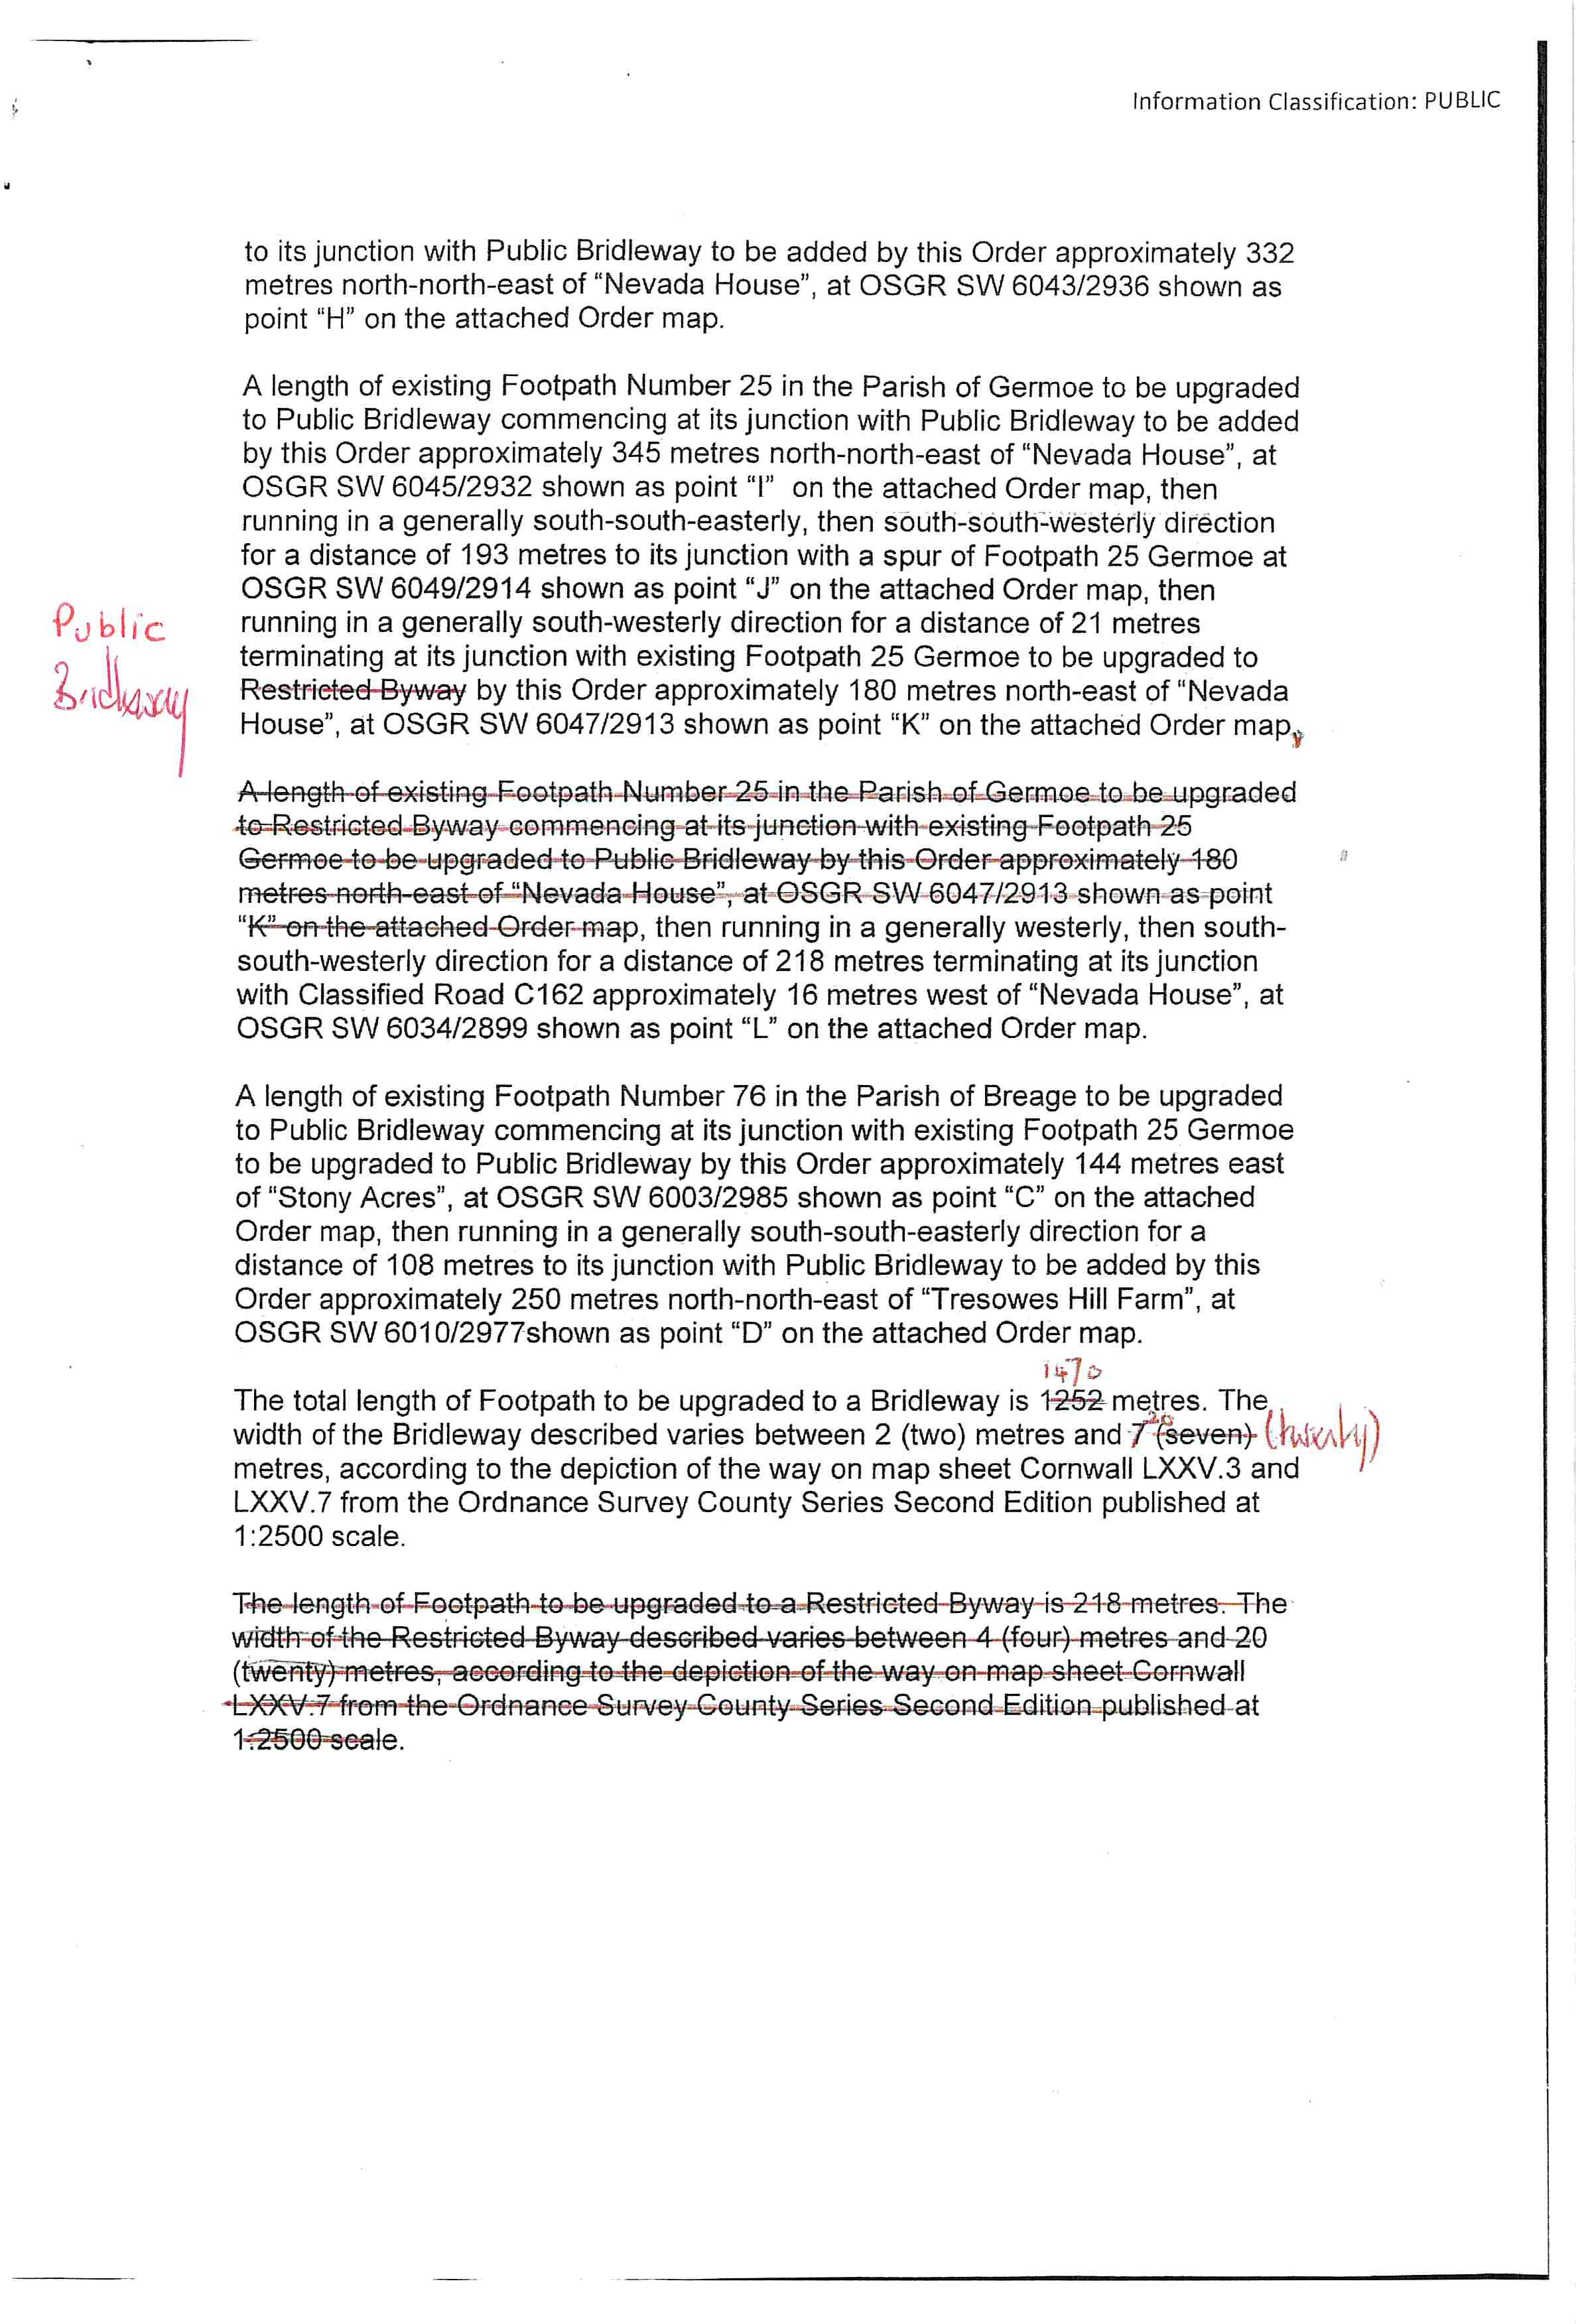 Information Classification: PUBLIC
to its junction with Public Bridleway to be added by this Order approximately 332
metres north-north-east of “Nevada House”, at OSGR SW 6043/2936 shown as
point “H” on the attached Order map.
A length of existing Footpath Number 25 in the Parish of Germoe to be upgraded
to Public Bridleway commencing at its junction with Public Bridleway to be added
by this Order approximately 345 metres north-north-east of “Nevada House”, at
OSGR SW 6045/2932 shown as point “I” on the attached Order map, then
running in a generally south-south-easterly, then south-south-westerly direction
for a distance of 193 metres to its junction with a spur of Footpath 25 Germoe at
OSGR SW 6049/2914 shown as point “J” on the attached Order map, then
running in a generally south-westerly direction for a distance of 21 metres
terminating at its junction with existing Footpath 25 Germoe to be upgraded to
Public
Bridleway
Restricted Byway by this Order approximately 180 metres north-east of “Nevada
House”, at OSGR SW 6047/2913 shown as point “K” on the attached Order map,
A length of existing Footpath Number 25 in the Parish of Germoe to be upgraded
to Restricted Byway commencing at its junction with existing Footpath 25
Germoe to be upgraded to Public Bridleway by this Order approximately 180
metres north-east of “Nevada House”, at OSGR SW 6047/2913 shown as point
“K” on the attached Order map, then running in a generally westerly, then south-
south-westerly direction for a distance of 218 metres terminating at its junction
with Classified Road C162 approximately 16 metres west of “Nevada House”, at
OSGR SW 6034/2899 shown as point “L” on the attached Order map.
A length of existing Footpath Number 76 in the Parish of Breage to be upgraded
to Public Bridleway commencing at its junction with existing Footpath 25 Germoe
to be upgraded to Public Bridleway by this Order approximately 144 metres east
of “Stony Acres”, at OSGR SW 6003/2985 shown as point “C” on the attached
Order map, then running in a generally south-south-easterly direction for a
distance of 108 metres to its junction with Public Bridleway to be added by this
Order approximately 250 metres north-north-east of “Tresowes Hill Farm”, at
OSGR SW 6010/2977shown as point “D” on the attached Order map.
1470
The total length of Footpath to be upgraded to a Bridleway is 1252 metres. The
20
width of the Bridleway described varies between 2 (two) metres and 7 (seven) (twenty)
metres, according to the depiction of the way on map sheet Cornwall LXXV.3 and
LXXV.7 from the Ordnance Survey County Series Second Edition published at
1:2500 scale.
The length of Footpath to be upgraded to a Restricted Byway is 218 metres. The
width of the Restricted Byway described varies between 4 (four) metres and 20
(twenty) metres, according to the depiction of the way on map sheet Cornwall
LXXV.7 from the Ordnance Survey County Series Second Edition published at
1:2500 scale.